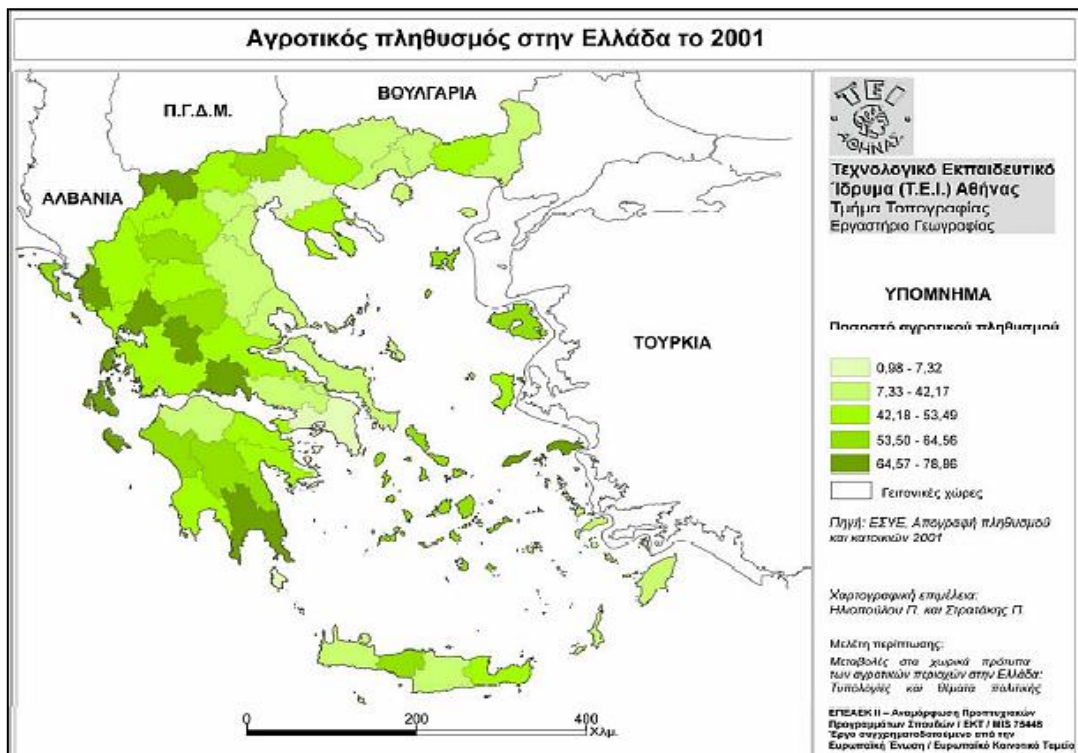 Αγροτικός πληθυσμός στην Ελλάδα το 2001
ΒΟΥΛΓΑΡΙΑ
Π.Γ.Δ.Μ.
ΑΛΒΑΝΙΑ
ΤΟΥΡΚΙΑ
ΤΕΙ
ΑΘΗΝΑΣ
Τεχνολογικό Εκπαιδευτικό
Ίδρυμα (Τ.Ε.Ι.) Αθήνας
Τμήμα Τοπογραφίας
Εργαστήριο Γεωγραφίας
ΥΠΟΜΝΗΜΑ
Ποσοστό αγροτικού πληθυσμού
0,98 - 7,32
7,33 - 42,17
42,18 - 53,49
53,50 - 64,56
64,57 - 78,86
Γειτονικές χώρες
Πηγή: ΕΣΥΕ, Απογραφή πληθυσμού
και κατοικιών 2001
Χαρτογραφική επιμέλεια:
Ηλιοπούλου Π. και Στρατάκης Π.
Μελέτη περίπτωσης:
Μεταβολές στα χωρικά πρότυπα
των αγροτικών περιοχών στην Ελλάδα:
Τυπολογίες και θέματα πολιτικής
ΕΠΕΑΕΚ ΙΙ – Αναμόρφωση Προπτυχιακών
Προγραμμάτων Σπουδών / ΕΚΤ / MIS 75448
Έργο συγχρηματοδοτούμενο από την
Ευρωπαϊκή Ένωση / Ευρωπαϊκό Κοινοτικό Ταμείο
0 200 400
Χλμ.